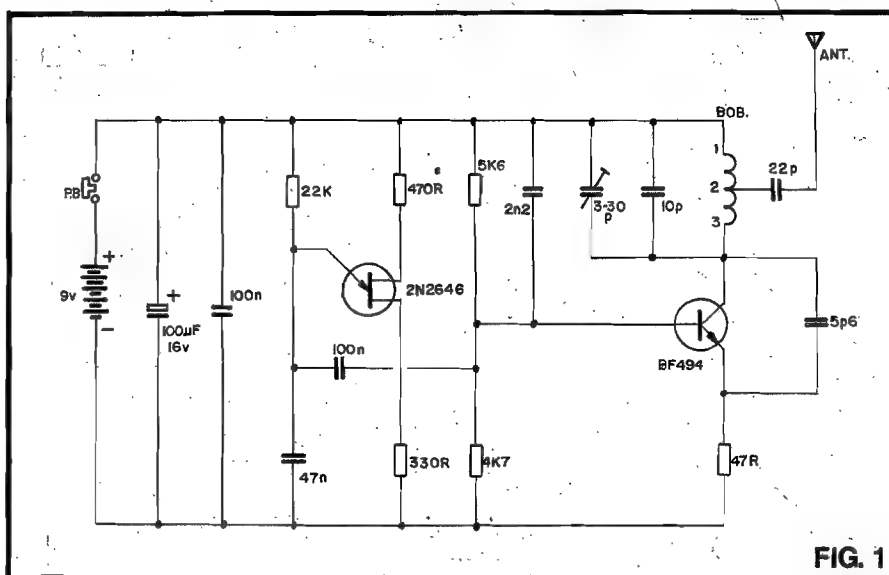 ANT.
BOB.
1
2
3
22p
P.B
9v
+
-
+
100µF
16v
100n
22K
470R
2N2646
100n
47n
330R
5K6
4K7
2n2
3-30
p
10p
BF494
5p6
47R
FIG. 1